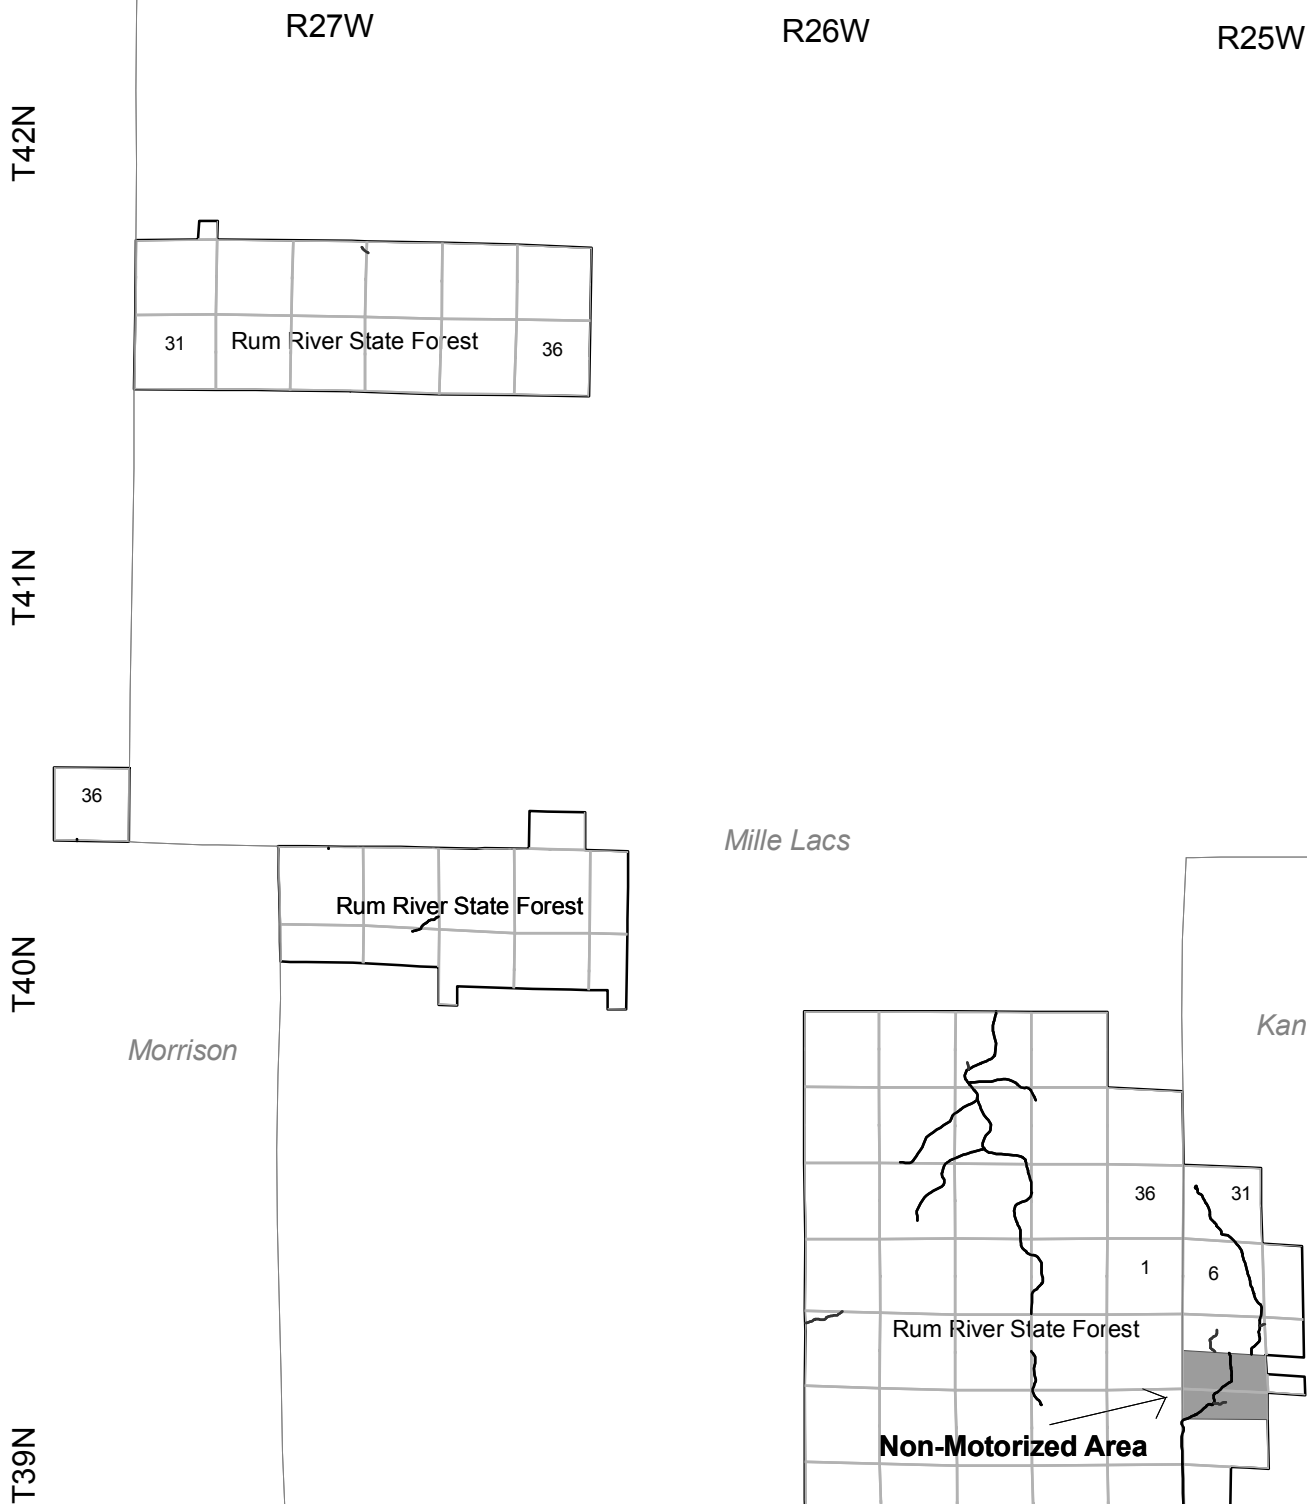 R27W
R26W
R25W
T42N
31
Rum River State Forest
36
T41N
36
Mille Lacs
Rum River State Forest
T40N
Kan
Morrison
36
31
1
6
Rum River State Forest
Non-Motorized Area
T39N